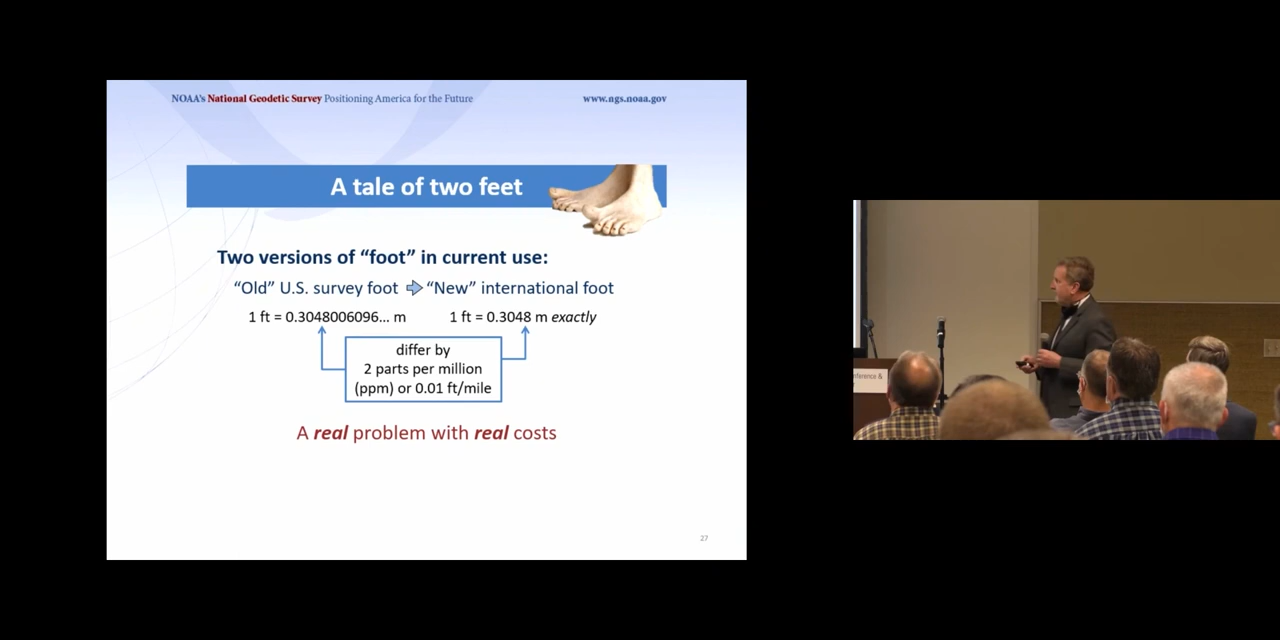 NOAA's National Geodetic Survey Positioning America for the Future
www.ngs.noaa.gov
A tale of two feet
Two versions of “foot” in current use:
“Old” U.S. survey foot “New” international foot
1 ft = 0.3048006096... m
1 ft = 0.3048 m exactly
differ by
2 parts per million
(ppm) or 0.01 ft/mile
A real problem with real costs
27